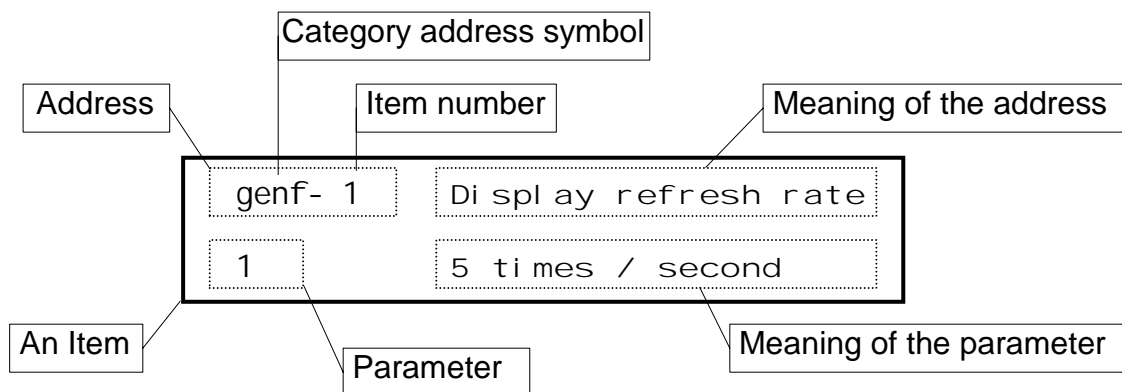 Category address symbol
Address
Item number
Meaning of the address
genf- 1
Display refresh rate
1
5 times / second
An Item
Parameter
Meaning of the parameter